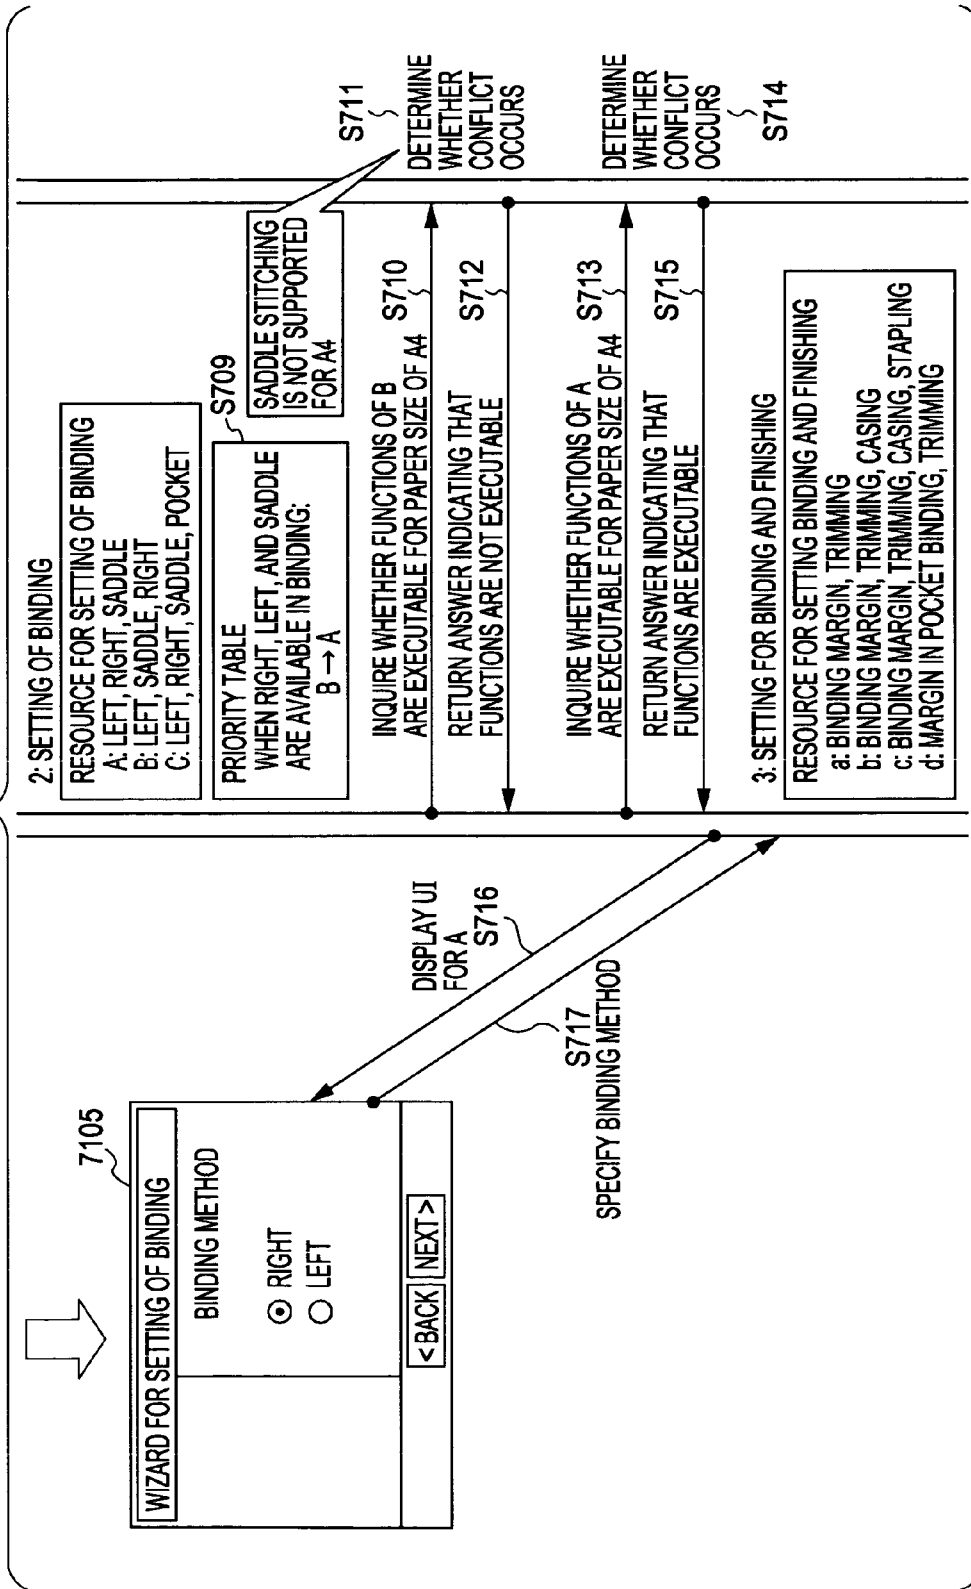 7105
WIZARD FOR SETTING OF BINDING
BINDING METHOD
RIGHT
LEFT
< BACK
NEXT >
DISPLAY UI
FOR A
S716
S717
SPECIFY BINDING METHOD
2: SETTING OF BINDING
RESOURCE FOR SETTING OF BINDING
A: LEFT, RIGHT, SADDLE
B: LEFT, SADDLE, RIGHT
C: LEFT, RIGHT, SADDLE, POCKET
S709
PRIORITY TABLE
WHEN RIGHT, LEFT, AND SADDLE
ARE AVAILABLE IN BINDING:
B → A
SADDLE STITCHING
IS NOT SUPPORTED
FOR A4
S711
DETERMINE
WHETHER
CONFLICT
OCCURS
INQUIRE WHETHER FUNCTIONS OF B
ARE EXECUTABLE FOR PAPER SIZE OF A4
S710
RETURN ANSWER INDICATING THAT
FUNCTIONS ARE NOT EXECUTABLE
S712
INQUIRE WHETHER FUNCTIONS OF A
ARE EXECUTABLE FOR PAPER SIZE OF A4
S713
DETERMINE
WHETHER
CONFLICT
OCCURS
S714
RETURN ANSWER INDICATING THAT
FUNCTIONS ARE EXECUTABLE
S715
3: SETTING FOR BINDING AND FINISHING
RESOURCE FOR SETTING BINDING AND FINISHING
a: BINDING MARGIN, TRIMMING
b: BINDING MARGIN, TRIMMING, CASING
c: BINDING MARGIN, TRIMMING, CASING, STAPLING
d: MARGIN IN POCKET BINDING, TRIMMING